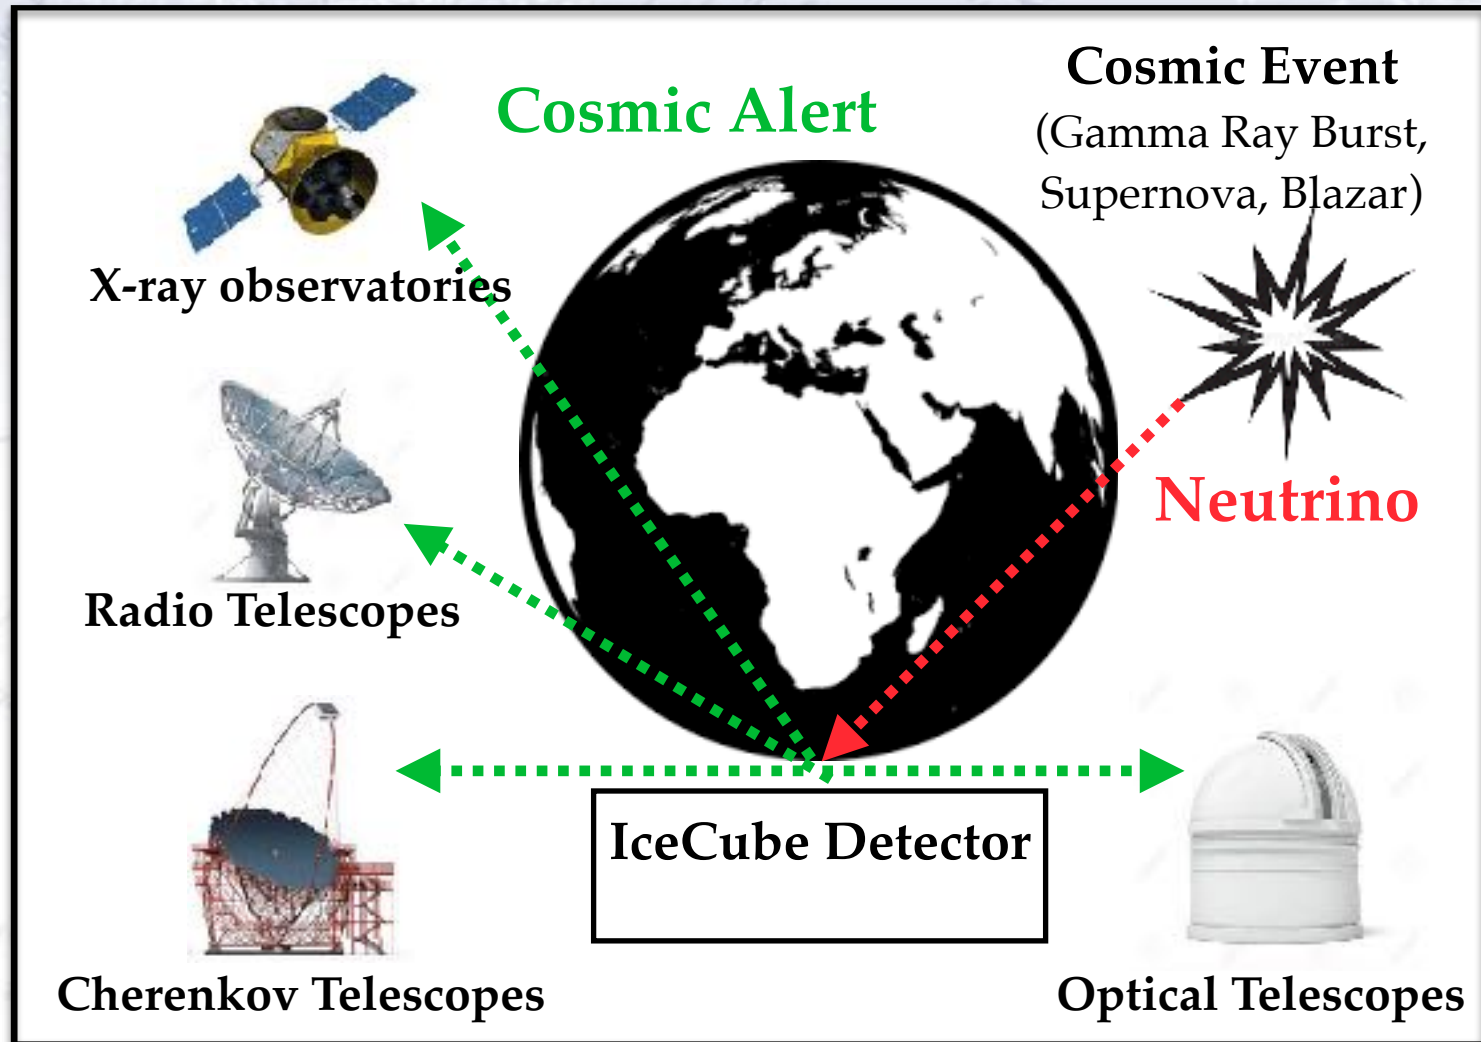 Cosmic Event
(Gamma Ray Burst,
Supernova, Blazar)
Cosmic Alert
X-ray observatories
Neutrino
Radio Telescopes
IceCube Detector
Cherenkov Telescopes
Optical Telescopes